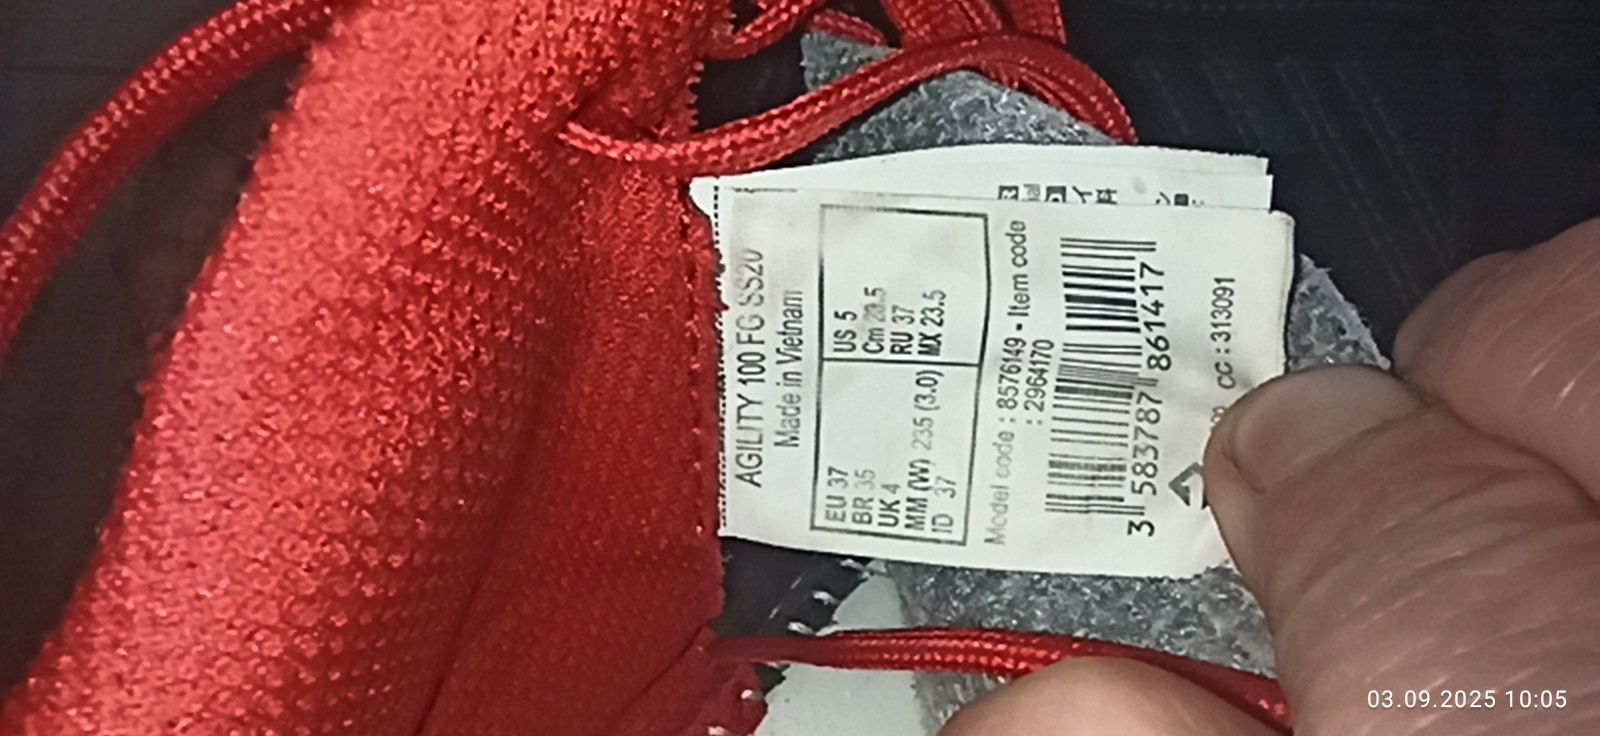 AGILITY 100 FG SS20
Made in Vietnam
EU 37
BR 35
UK 4
MM (W) 235 (3.0)
ID 37
US 5
Cm 23.5
RU 37
MX 23.5
Model code : 8576149 - Item code
: 2964170
3 583787 861417
CC : 313091
03.09.2025 10:05